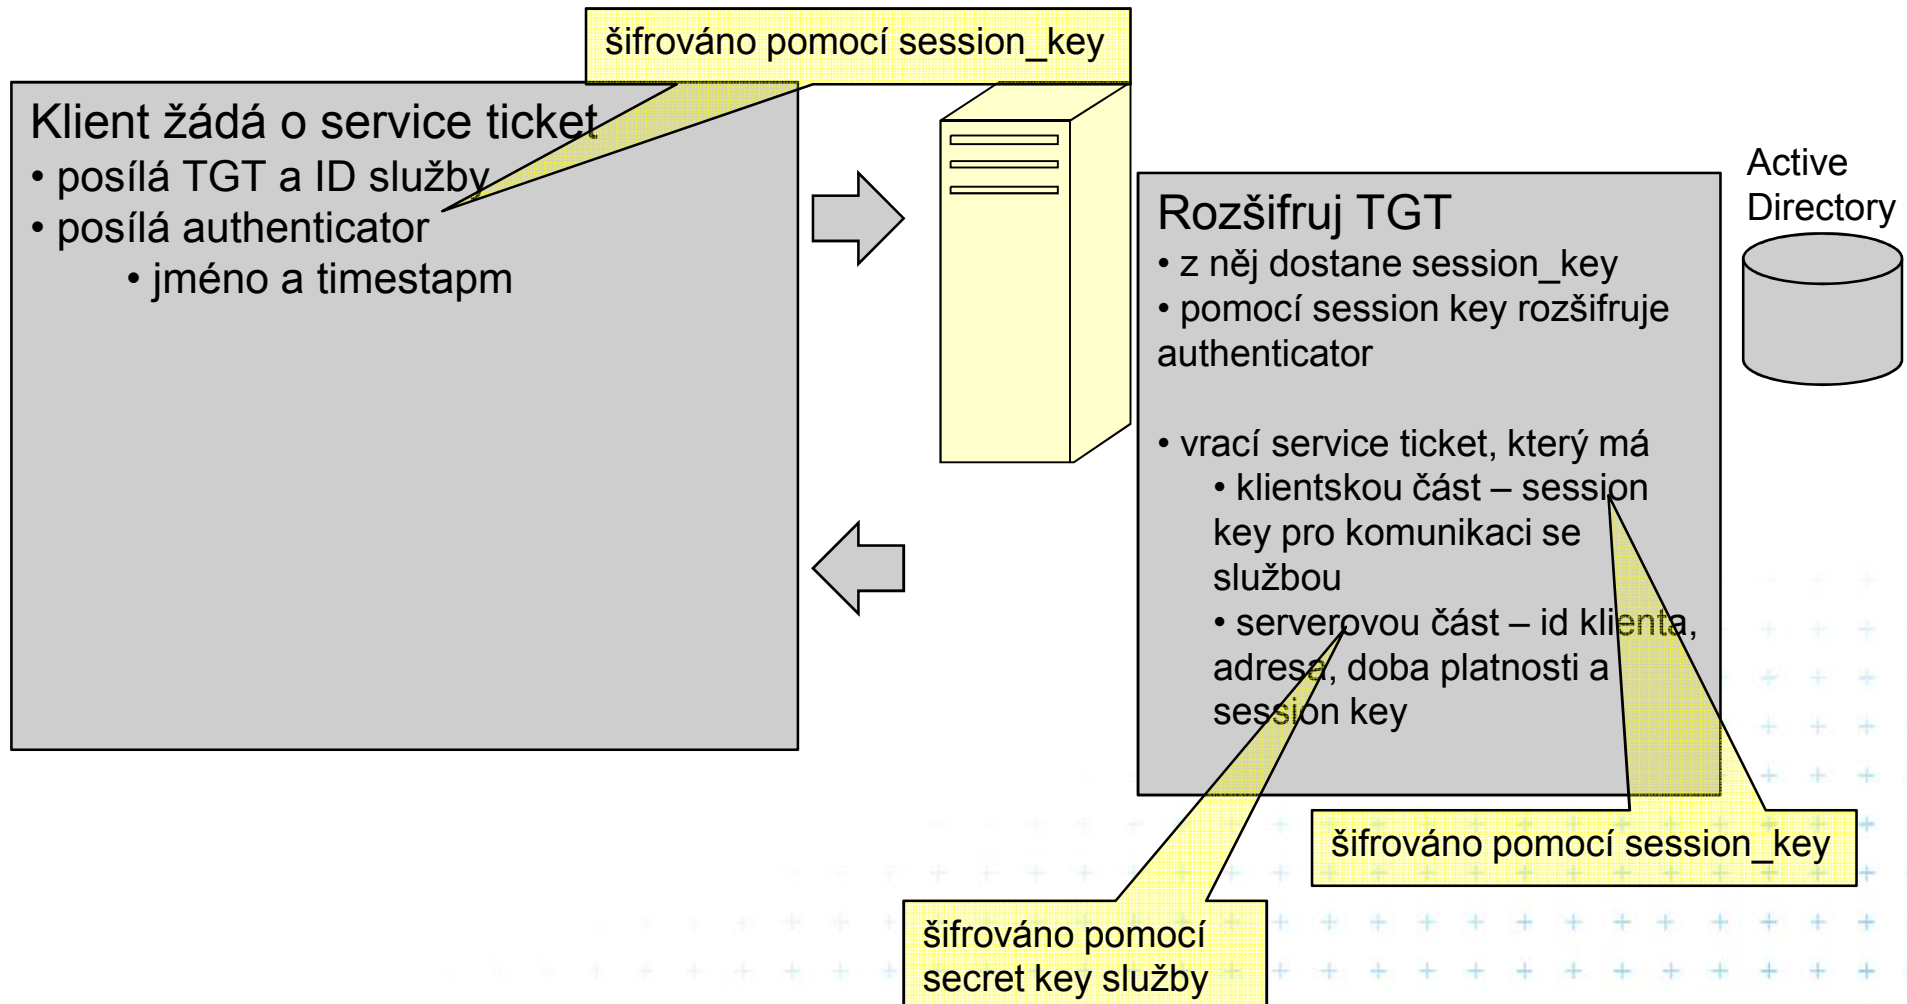 šifrováno pomocí session_key
Klient žádá o service ticket
• posílá TGT a ID služby
• posílá authenticator
• jméno a timestapm
Active
Directory
Rozšifruj TGT
• z něj dostane session_key
• pomocí session key rozšifruje
authenticator
• vrací service ticket, který má
• klientskou část – session
key pro komunikaci se
službou
• serverovou část – id klienta,
adresa, doba platnosti a
session key
šifrováno pomocí session_key
šifrováno pomocí
secret key služby